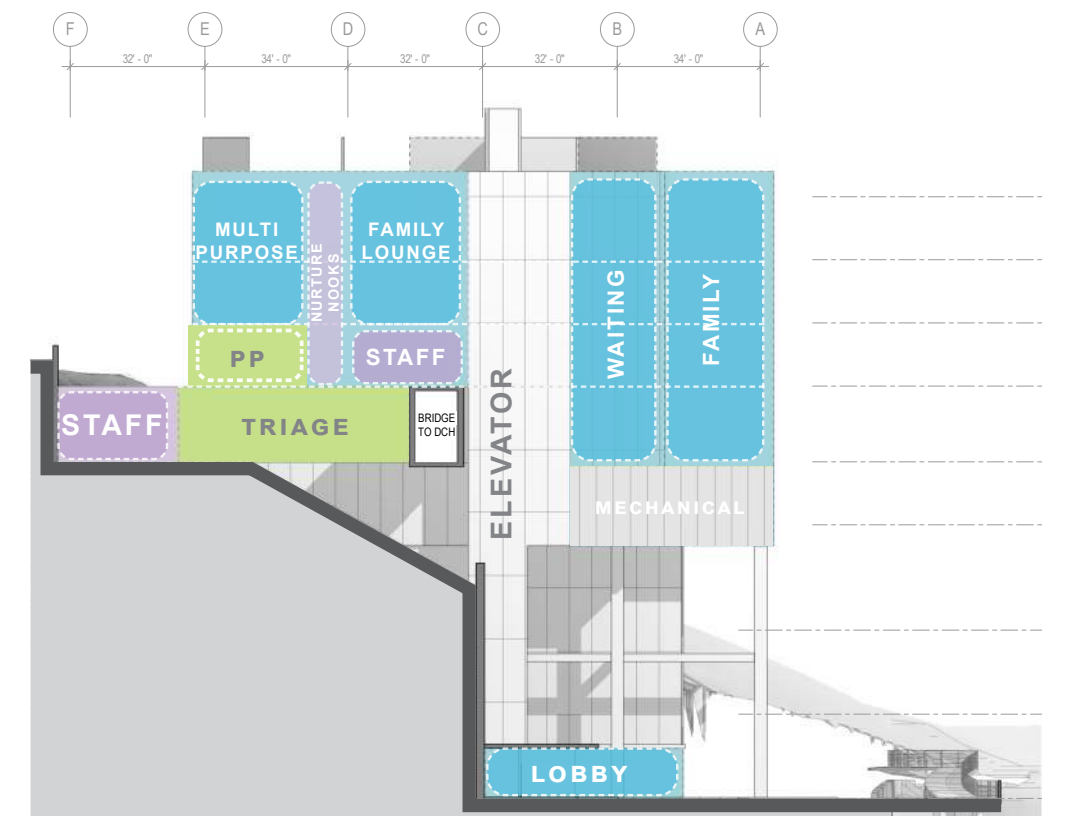 F E D C B A
32' - 0" 34' - 0" 32' - 0" 32' - 0" 34' - 0"
MULTI
PURPOSE
NURTURE
NOOKS
FAMILY
LOUNGE
WAITING
FAMILY
PP
STAFF
STAFF
TRIAGE
BRIDGE
TO DCH
ELEVATOR
MECHANICAL
LOBBY